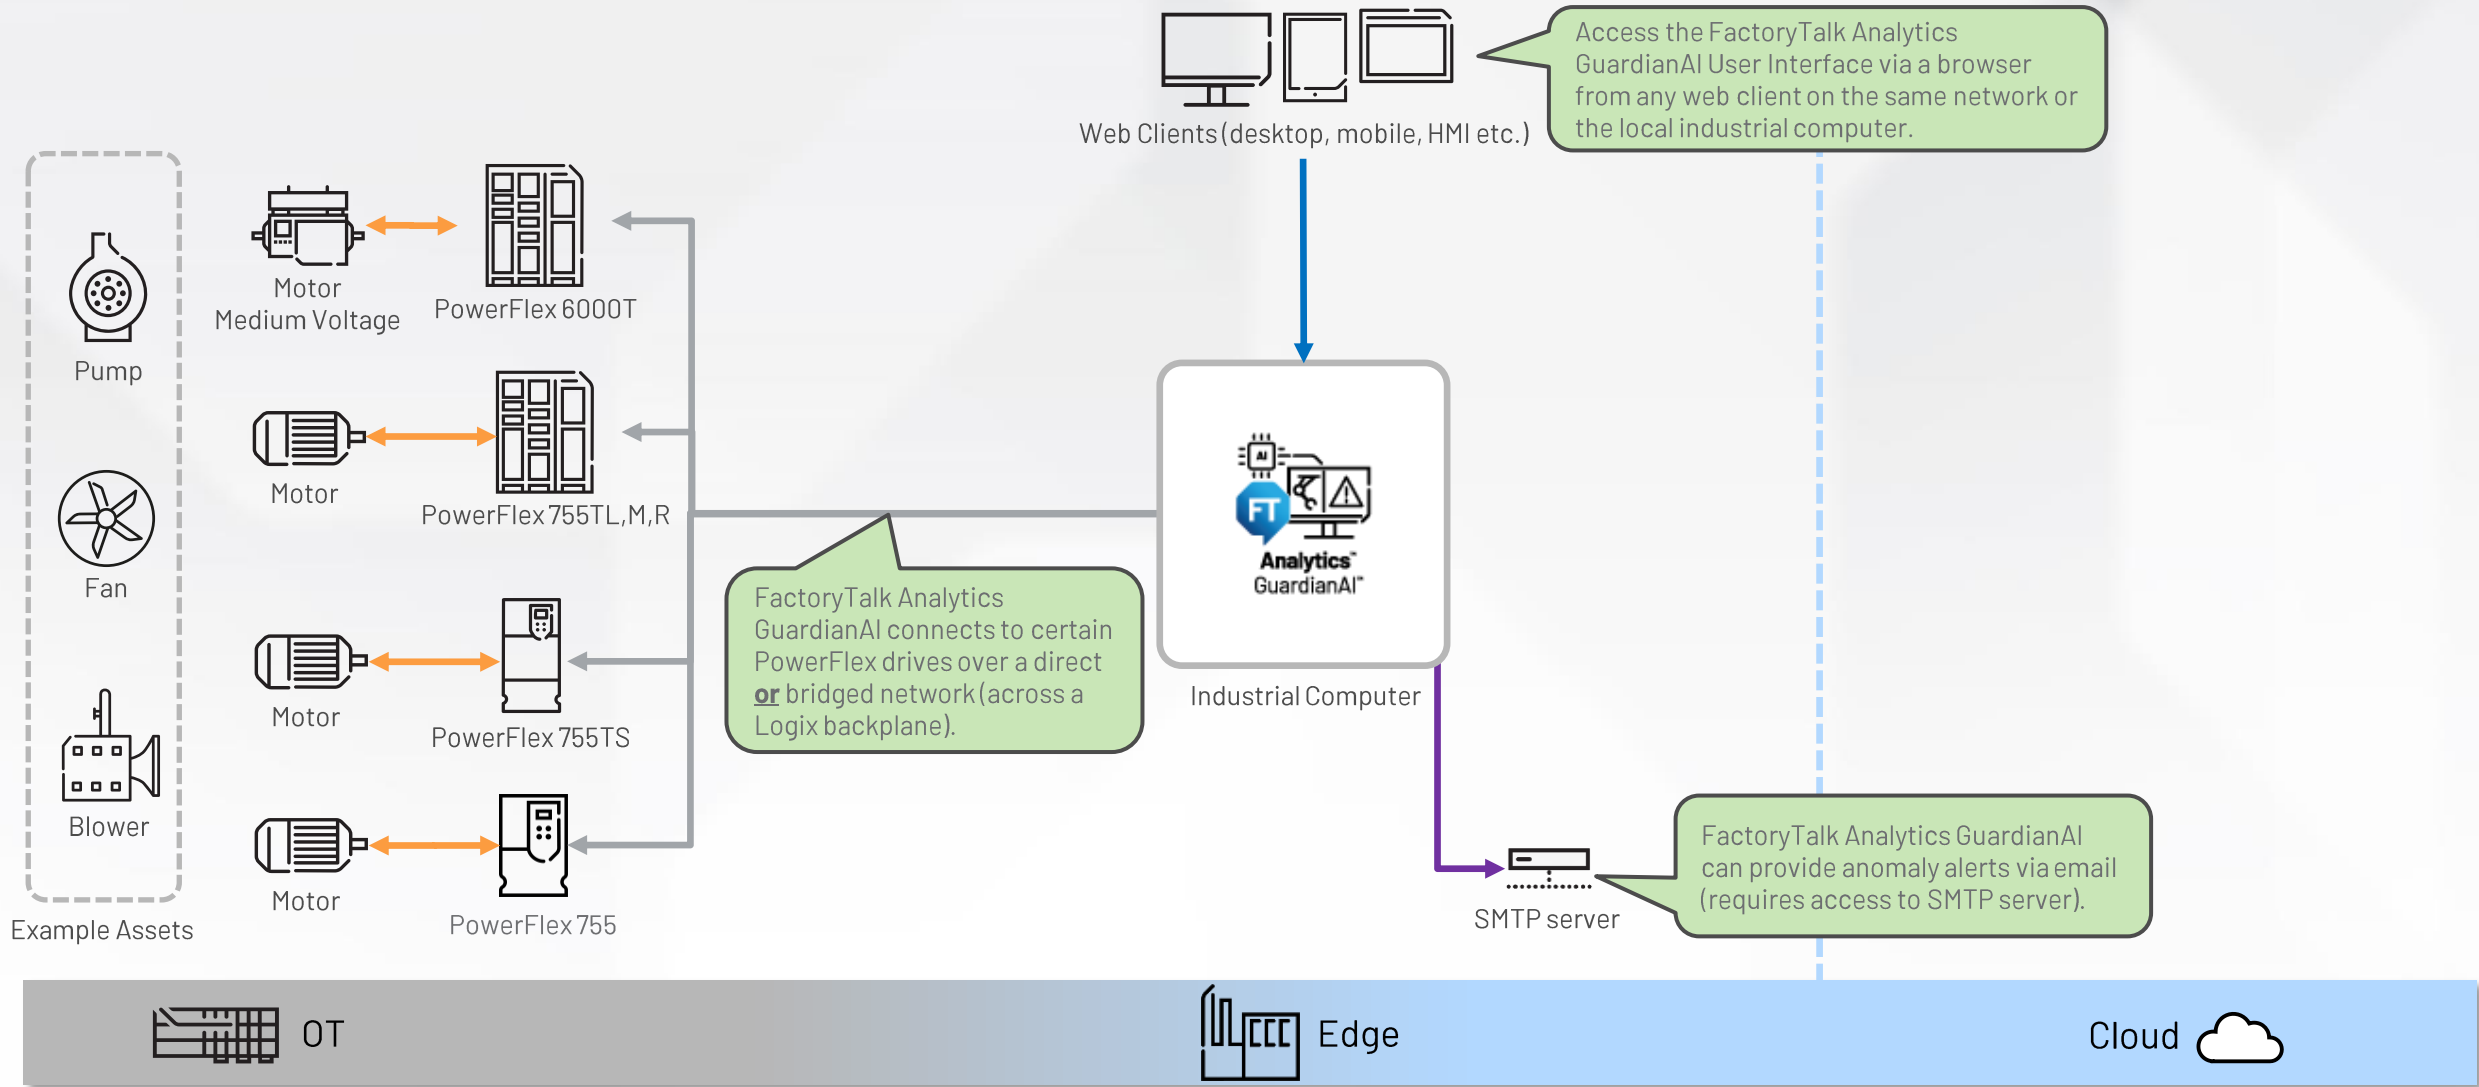 Access the FactoryTalk Analytics
GuardianAI User Interface via a browser
from any web client on the same network or
the local industrial computer.
Web Clients (desktop, mobile, HMI etc.)
Pump
Fan
Blower
Example Assets
Motor
Medium Voltage
PowerFlex 6000T
Motor
PowerFlex 755TL,M,R
Motor
PowerFlex 755TS
Motor
PowerFlex 755
FactoryTalk Analytics
GuardianAI connects to certain
PowerFlex drives over a direct
or bridged network (across a
Logix backplane).
AI
FT
Analytics™
GuardianAI™
Industrial Computer
SMTP server
FactoryTalk Analytics GuardianAI
can provide anomaly alerts via email
(requires access to SMTP server).
OT
Edge
Cloud